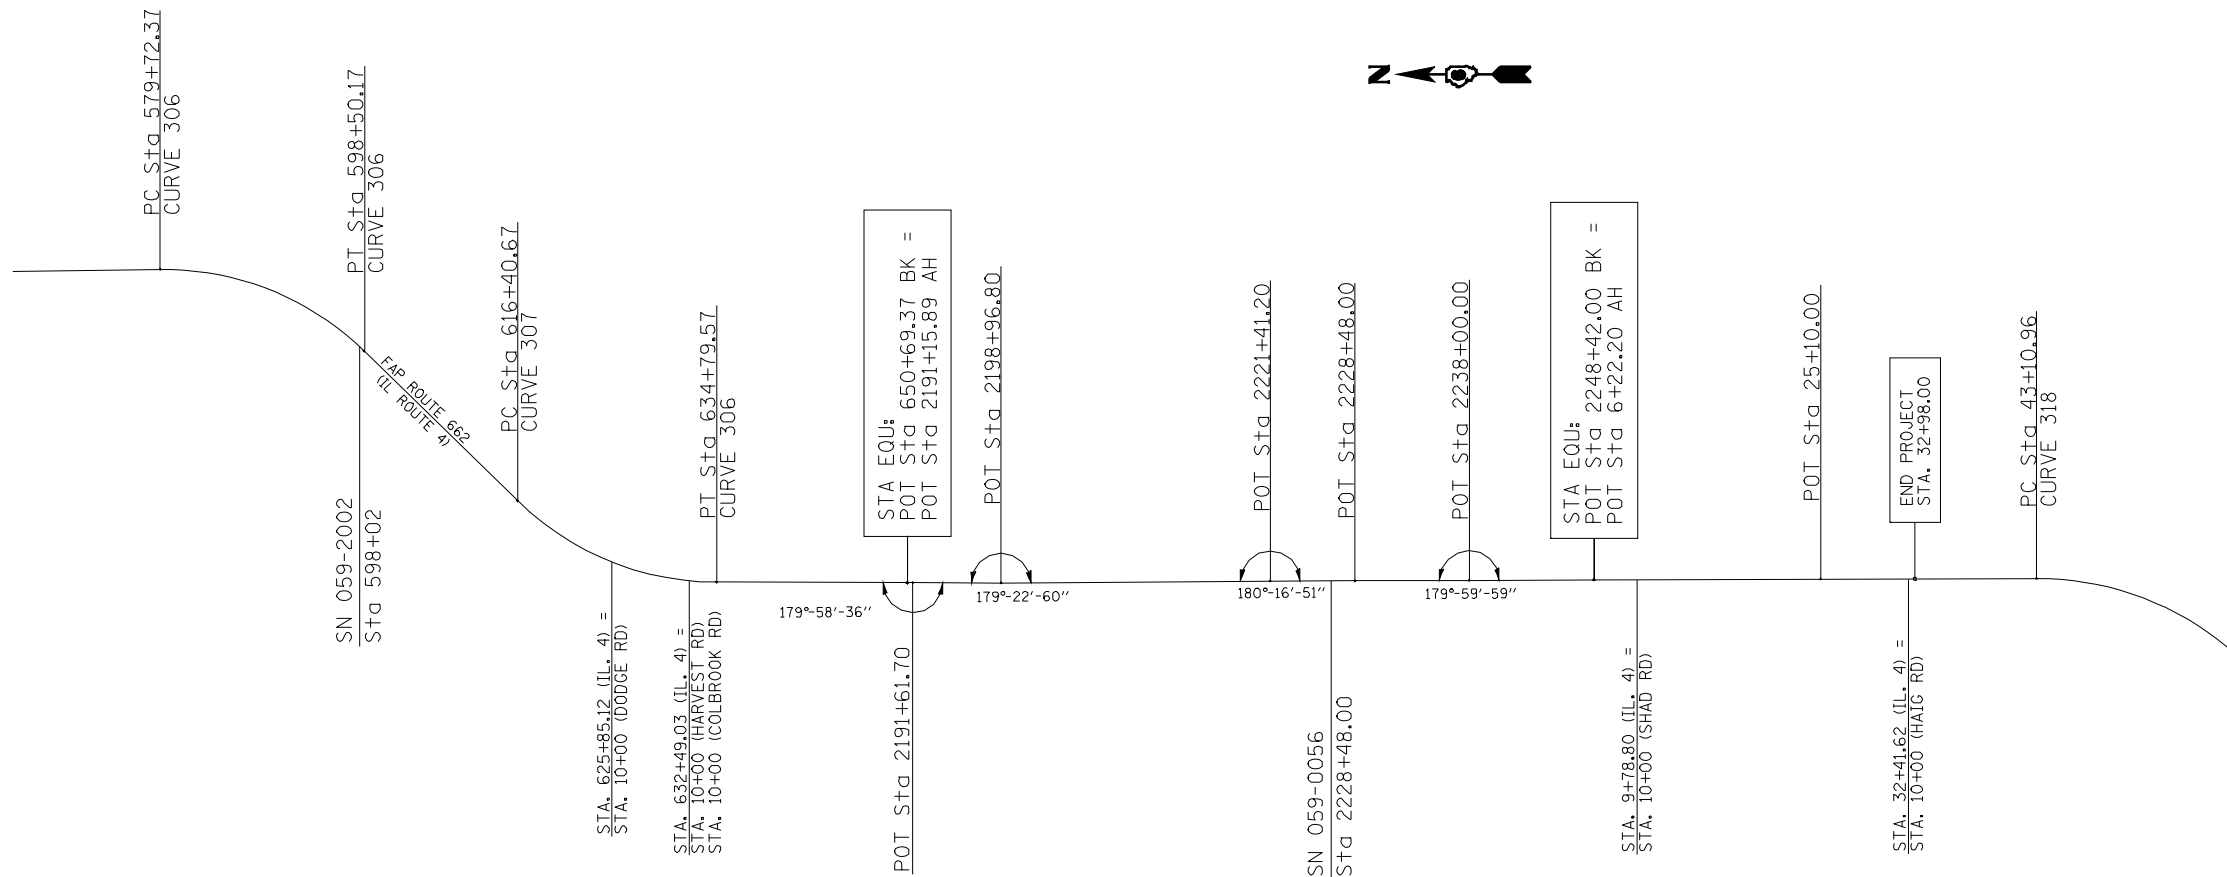 PC Sta 579+72.37
CURVE 306
PT Sta 598+50.17
CURVE 306
N
FAP ROUTE 662
(IL ROUTE 4)
SN 059-2002
Sta 598+02
PC Sta 616+40.67
CURVE 307
STA. 625+85.12 (IL. 4) =
STA. 10+00 (DODGE RD)
STA. 632+49.03 (IL. 4) =
STA. 10+00 (HARVEST RD)
STA. 10+00 (COLBROOK RD)
PT Sta 634+79.57
CURVE 306
179°-58'-36''
STA EQU:
POT Sta 650+69.37 BK =
POT Sta 2191+15.89 AH
POT Sta 2191+61.70
POT Sta 2198+96.80
179°-22'-60''
POT Sta 2221+41.20
180°-16'-51''
SN 059-0056
Sta 2228+48.00
POT Sta 2228+48.00
POT Sta 2238+00.00
179°-59'-59''
STA EQU:
POT Sta 2248+42.00 BK =
POT Sta 6+22.20 AH
STA. 9+78.80 (IL. 4) =
STA. 10+00 (SHAD RD)
POT Sta 25+10.00
END PROJECT
STA. 32+98.00
STA. 32+41.62 (IL. 4) =
STA. 10+00 (HAIG RD)
PC Sta 43+10.96
CURVE 318